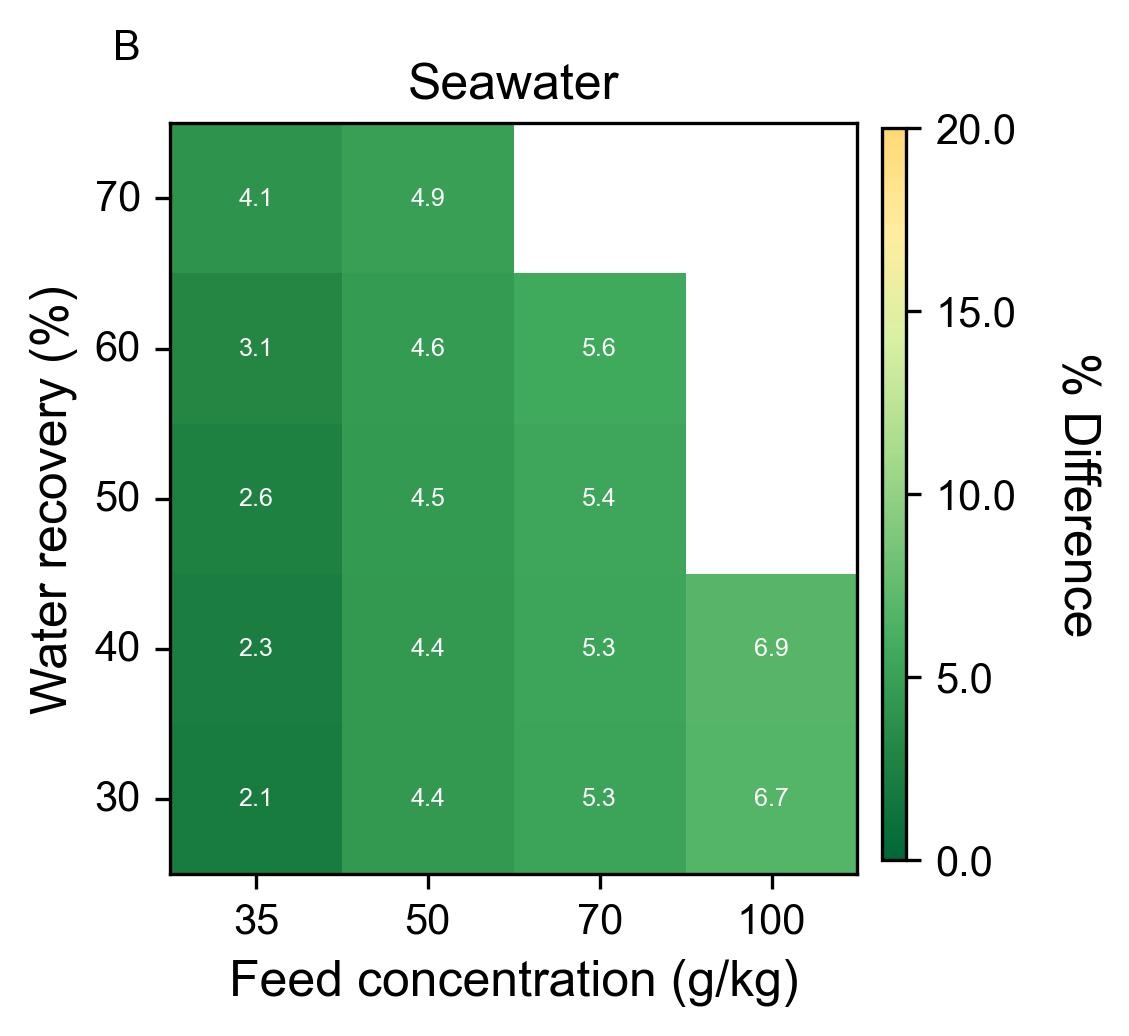 B
Seawater
20.0
70 4.1 4.9
15.0
60 3.1 4.6 5.6
Water recovery (%)
% Difference
50 2.6 4.5 5.4
10.0
40 2.3 4.4 5.3 6.9
5.0
30 2.1 4.4 5.3 6.7
0.0
35 50 70 100
Feed concentration (g/kg)